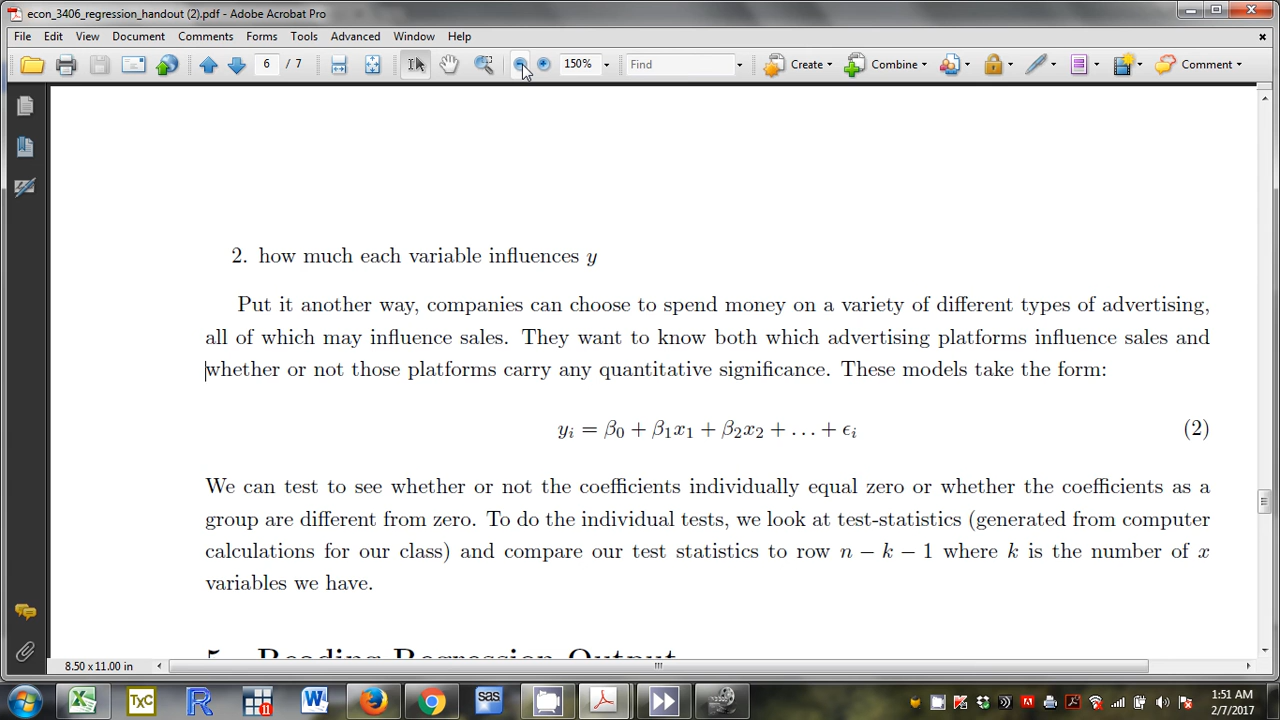 econ_3406_regression_handout (2).pdf - Adobe Acrobat Pro
File Edit View Document Comments Forms Tools Advanced Window Help
6 / 7 150% Find Create Combine Comment
2. how much each variable influences y
Put it another way, companies can choose to spend money on a variety of different types of advertising,
all of which may influence sales. They want to know both which advertising platforms influence sales and
whether or not those platforms carry any quantitative significance. These models take the form:
yᵢ = β₀ + β₁x₁ + β₂x₂ + . . . + ϵᵢ (2)
We can test to see whether or not the coefficients individually equal zero or whether the coefficients as a
group are different from zero. To do the individual tests, we look at test-statistics (generated from computer
calculations for our class) and compare our test statistics to row n − k − 1 where k is the number of x
variables we have.
5 Reading Regression Output
8.50 x 11.00 in
TxC R 11 W sas
1:51 AM
2/7/2017